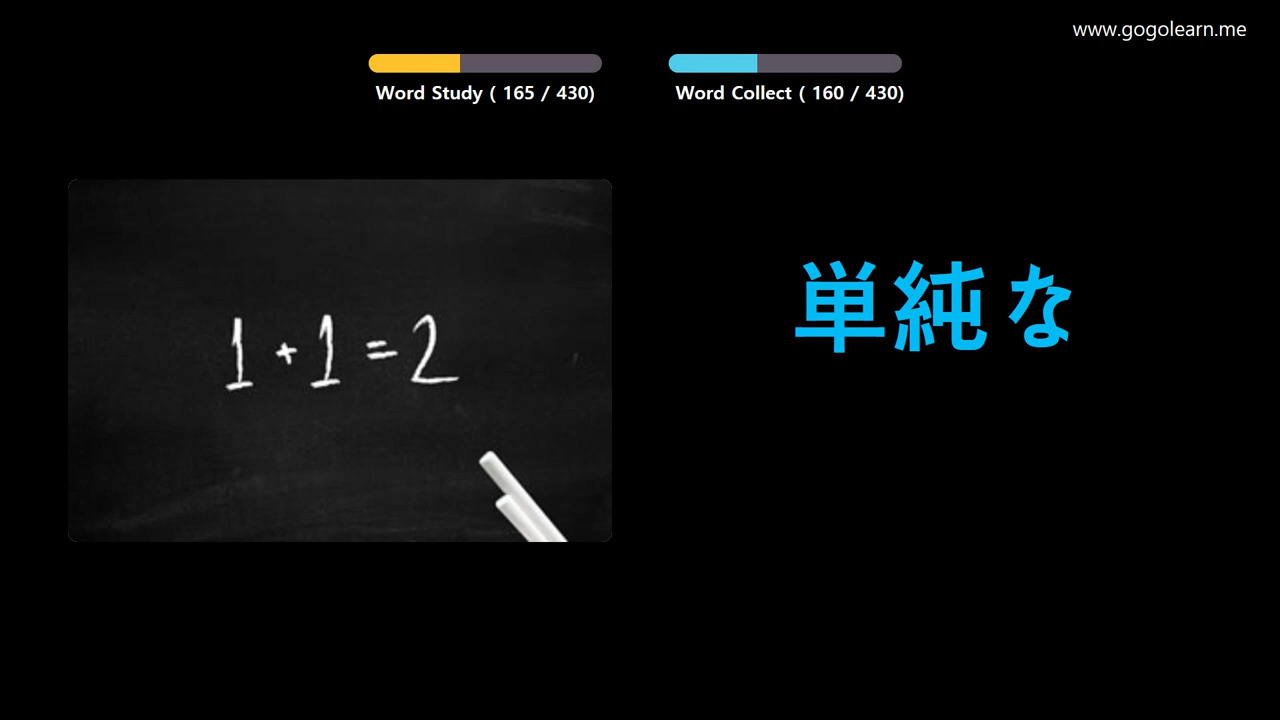 www.gogolearn.me
Word Study ( 165 / 430)
Word Collect ( 160 / 430)
1 + 1 = 2
単純な